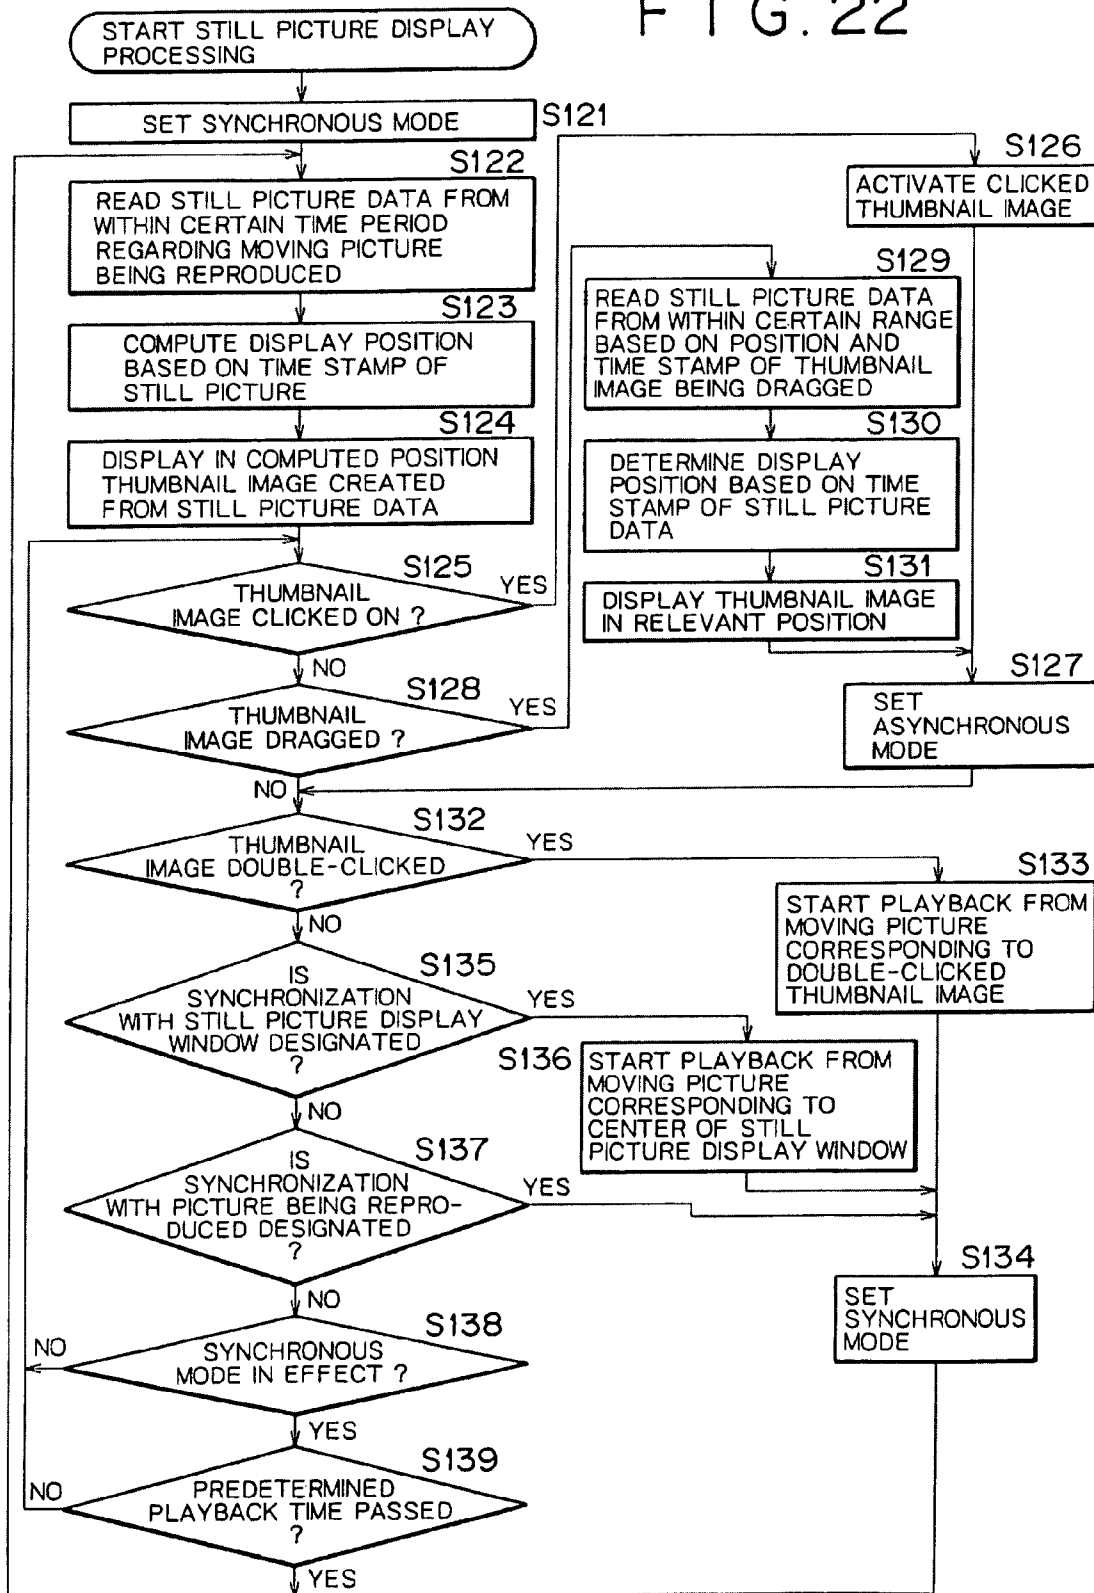 FIG. 22
START STILL PICTURE DISPLAY
PROCESSING
SET SYNCHRONOUS MODE
S121
S122
READ STILL PICTURE DATA FROM
WITHIN CERTAIN TIME PERIOD
REGARDING MOVING PICTURE
BEING REPRODUCED
S123
COMPUTE DISPLAY POSITION
BASED ON TIME STAMP OF
STILL PICTURE
S124
DISPLAY IN COMPUTED POSITION
THUMBNAIL IMAGE CREATED
FROM STILL PICTURE DATA
S125
THUMBNAIL
IMAGE CLICKED ON ?
YES
NO
S126
ACTIVATE CLICKED
THUMBNAIL IMAGE
S128
THUMBNAIL
IMAGE DRAGGED ?
YES
NO
S129
READ STILL PICTURE DATA
FROM WITHIN CERTAIN RANGE
BASED ON POSITION AND
TIME STAMP OF THUMBNAIL
IMAGE BEING DRAGGED
S130
DETERMINE DISPLAY
POSITION BASED ON TIME
STAMP OF STILL PICTURE
DATA
S131
DISPLAY THUMBNAIL IMAGE
IN RELEVANT POSITION
S127
SET
ASYNCHRONOUS
MODE
S132
THUMBNAIL
IMAGE DOUBLE-CLICKED
?
YES
NO
S133
START PLAYBACK FROM
MOVING PICTURE
CORRESPONDING TO
DOUBLE-CLICKED
THUMBNAIL IMAGE
S135
IS
SYNCHRONIZATION
WITH STILL PICTURE DISPLAY
WINDOW DESIGNATED
?
YES
NO
S136
START PLAYBACK FROM
MOVING PICTURE
CORRESPONDING TO
CENTER OF STILL
PICTURE DISPLAY WINDOW
S137
IS
SYNCHRONIZATION
WITH PICTURE BEING REPRO-
DUCED DESIGNATED
?
YES
NO
S134
SET
SYNCHRONOUS
MODE
S138
SYNCHRONOUS
MODE IN EFFECT ?
NO
YES
S139
PREDETERMINED
PLAYBACK TIME PASSED
?
NO
YES